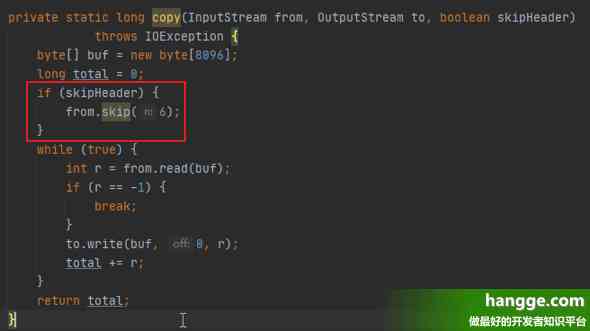 private static long copy(InputStream from, OutputStream to, boolean skipHeader)
        throws IOException {
    byte[] buf = new byte[8096];
    long total = 0;
    if (skipHeader) {
        from.skip( n: 6);
    }
    while (true) {
        int r = from.read(buf);
        if (r == -1) {
            break;
        }
        to.write(buf, off: 0, r);
        total += r;
    }
    return total;
}
hangge.com
做最好的开发者知识平台